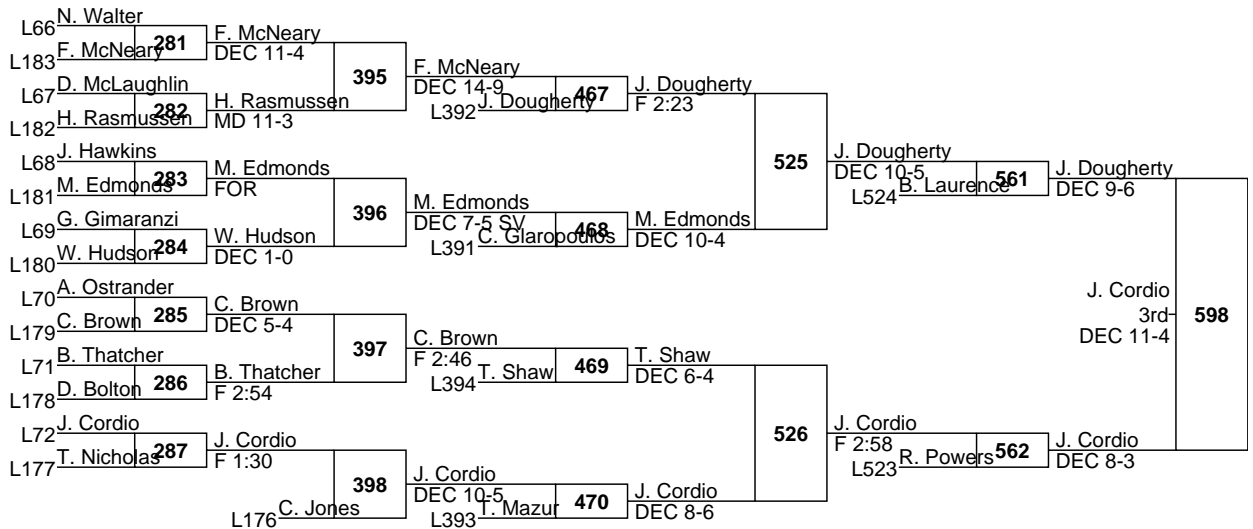 N. Walter
L66
281
F. McNeary
F. McNeary
L183
DEC 11-4
395
F. McNeary
D. McLaughlin
DEC 14-9
467
J. Dougherty
L67
282
H. Rasmussen
J. Dougherty
F 2:23
H. Rasmussen
L392
L182
MD 11-3
525
J. Dougherty
J. Hawkins
DEC 10-5
561
J. Dougherty
L68
283
M. Edmonds
B. Laurence
DEC 9-6
M. Edmonds
L524
L181
FOR
396
M. Edmonds
G. Gimaranzi
DEC 7-5 SV
468
M. Edmonds
L69
284
W. Hudson
C. Glaropoulos
DEC 10-4
W. Hudson
L391
L180
DEC 1-0
A. Ostrander
J. Cordio
L70
285
C. Brown
3rd
598
C. Brown
L179
DEC 5-4
DEC 11-4
397
C. Brown
B. Thatcher
F 2:46
469
T. Shaw
L71
286
B. Thatcher
T. Shaw
DEC 6-4
D. Bolton
L394
L178
F 2:54
526
J. Cordio
J. Cordio
F 2:58
562
J. Cordio
L72
287
J. Cordio
R. Powers
DEC 8-3
T. Nicholas
L523
L177
F 1:30
398
J. Cordio
DEC 10-5
470
J. Cordio
C. Jones
T. Mazur
DEC 8-6
L176
L393